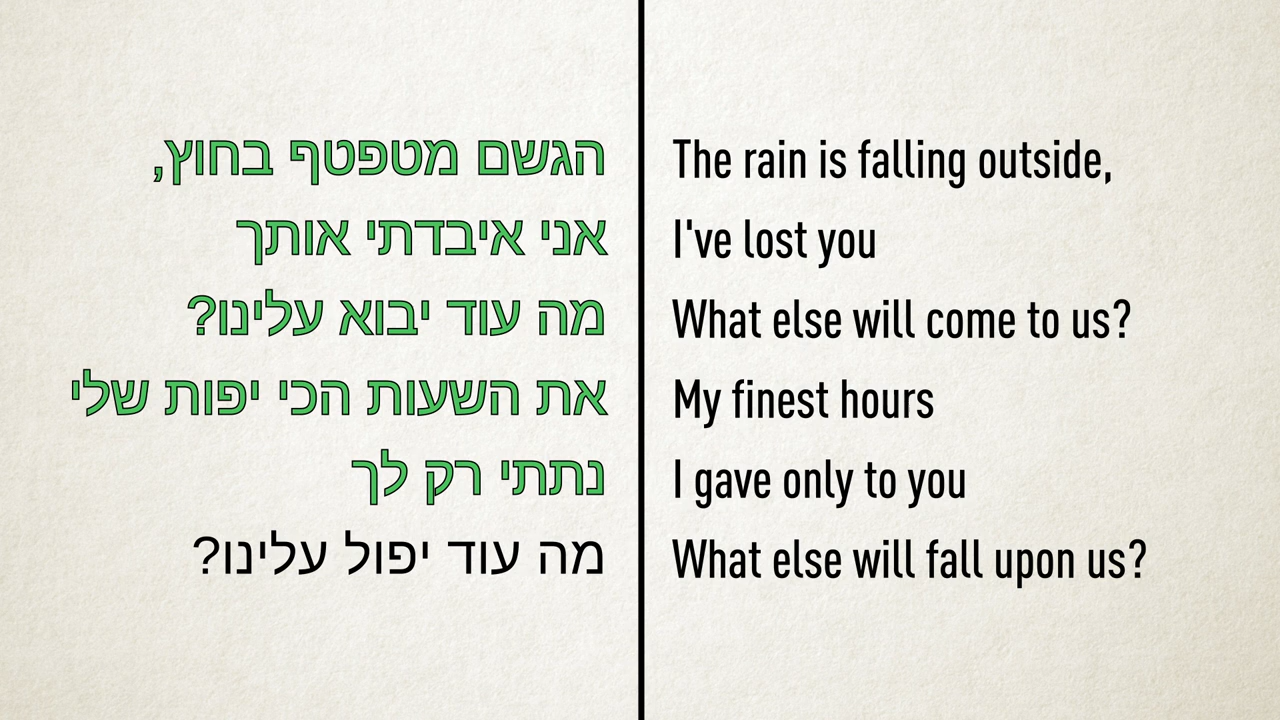 הגשם מטפטף בחוץ,
אני איבדתי אותך
מה עוד יבוא עלינו?
את השעות הכי יפות שלי
נתתי רק לך
מה עוד יפול עלינו?
The rain is falling outside,
I've lost you
What else will come to us?
My finest hours
I gave only to you
What else will fall upon us?